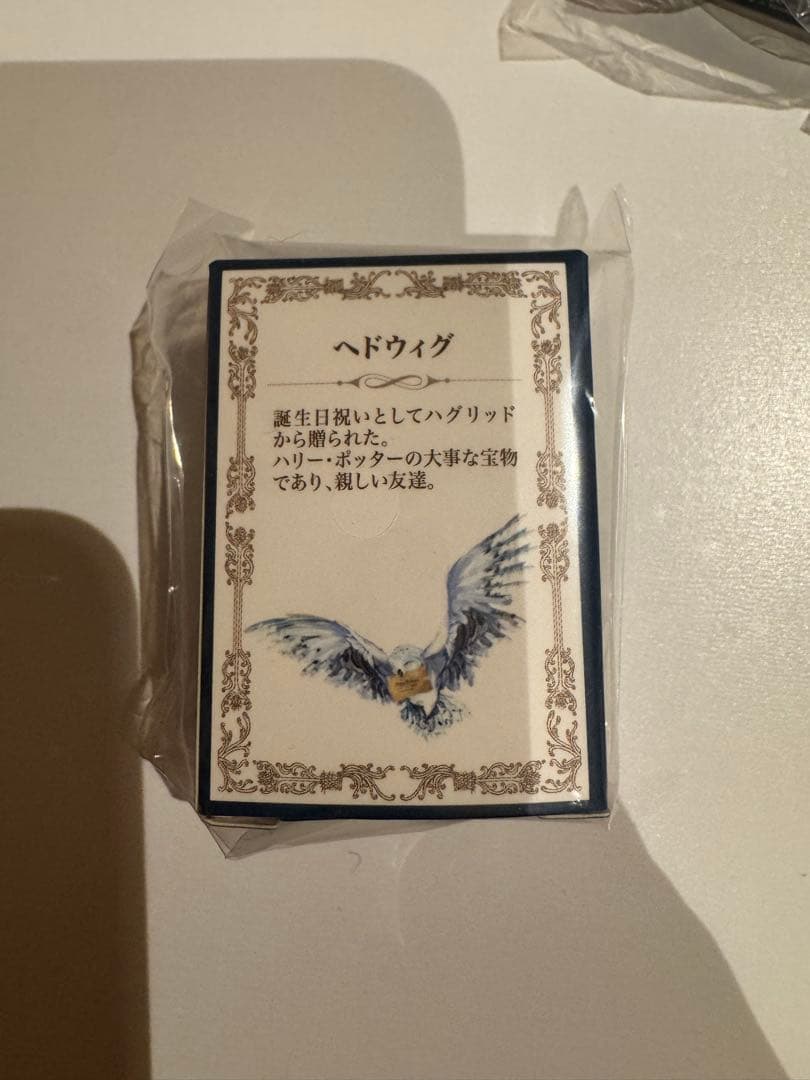 ヘドウィグ
誕生日祝いとしてハグリッド
から贈られた。
ハリー・ポッターの大事な宝物
であり、親しい友達。